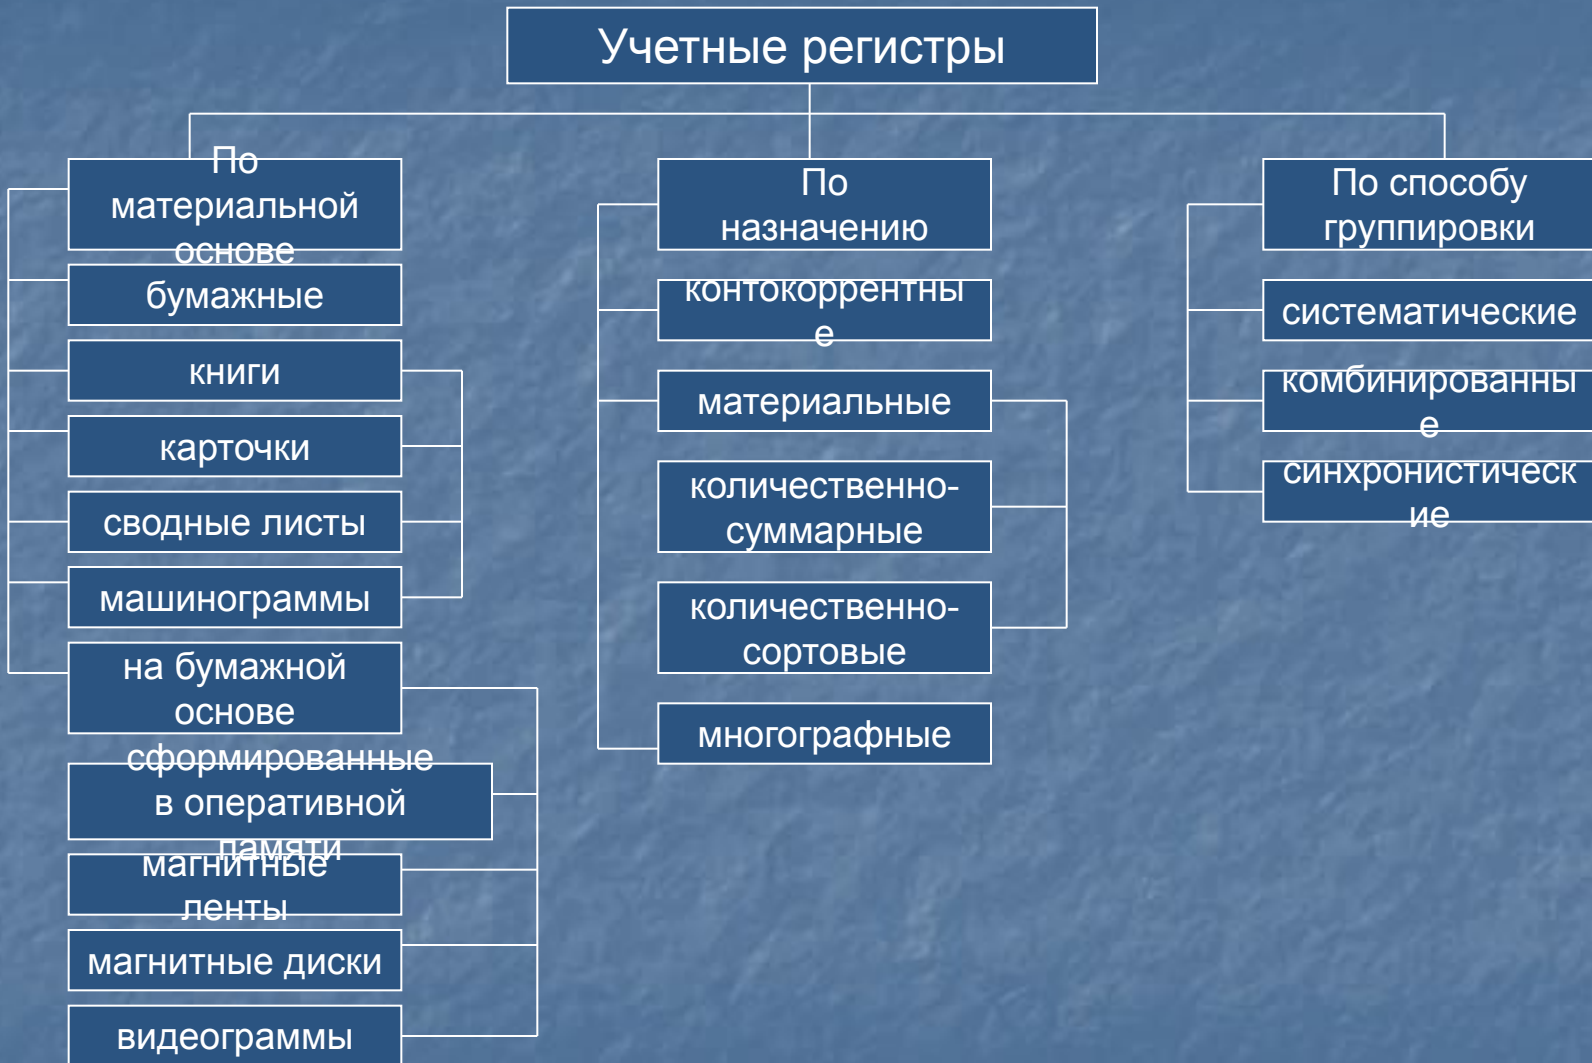 Учетные регистры
По
материальной
основе
бумажные
книги
карточки
сводные листы
машинограммы
на бумажной
основе
сформированные
в оперативной
памяти
магнитные
ленты
магнитные диски
видеограммы
По
назначению
контокоррентны
е
материальные
количественно-
суммарные
количественно-
сортовые
многографные
По способу
группировки
систематические
комбинированны
е
синхронистическ
ие